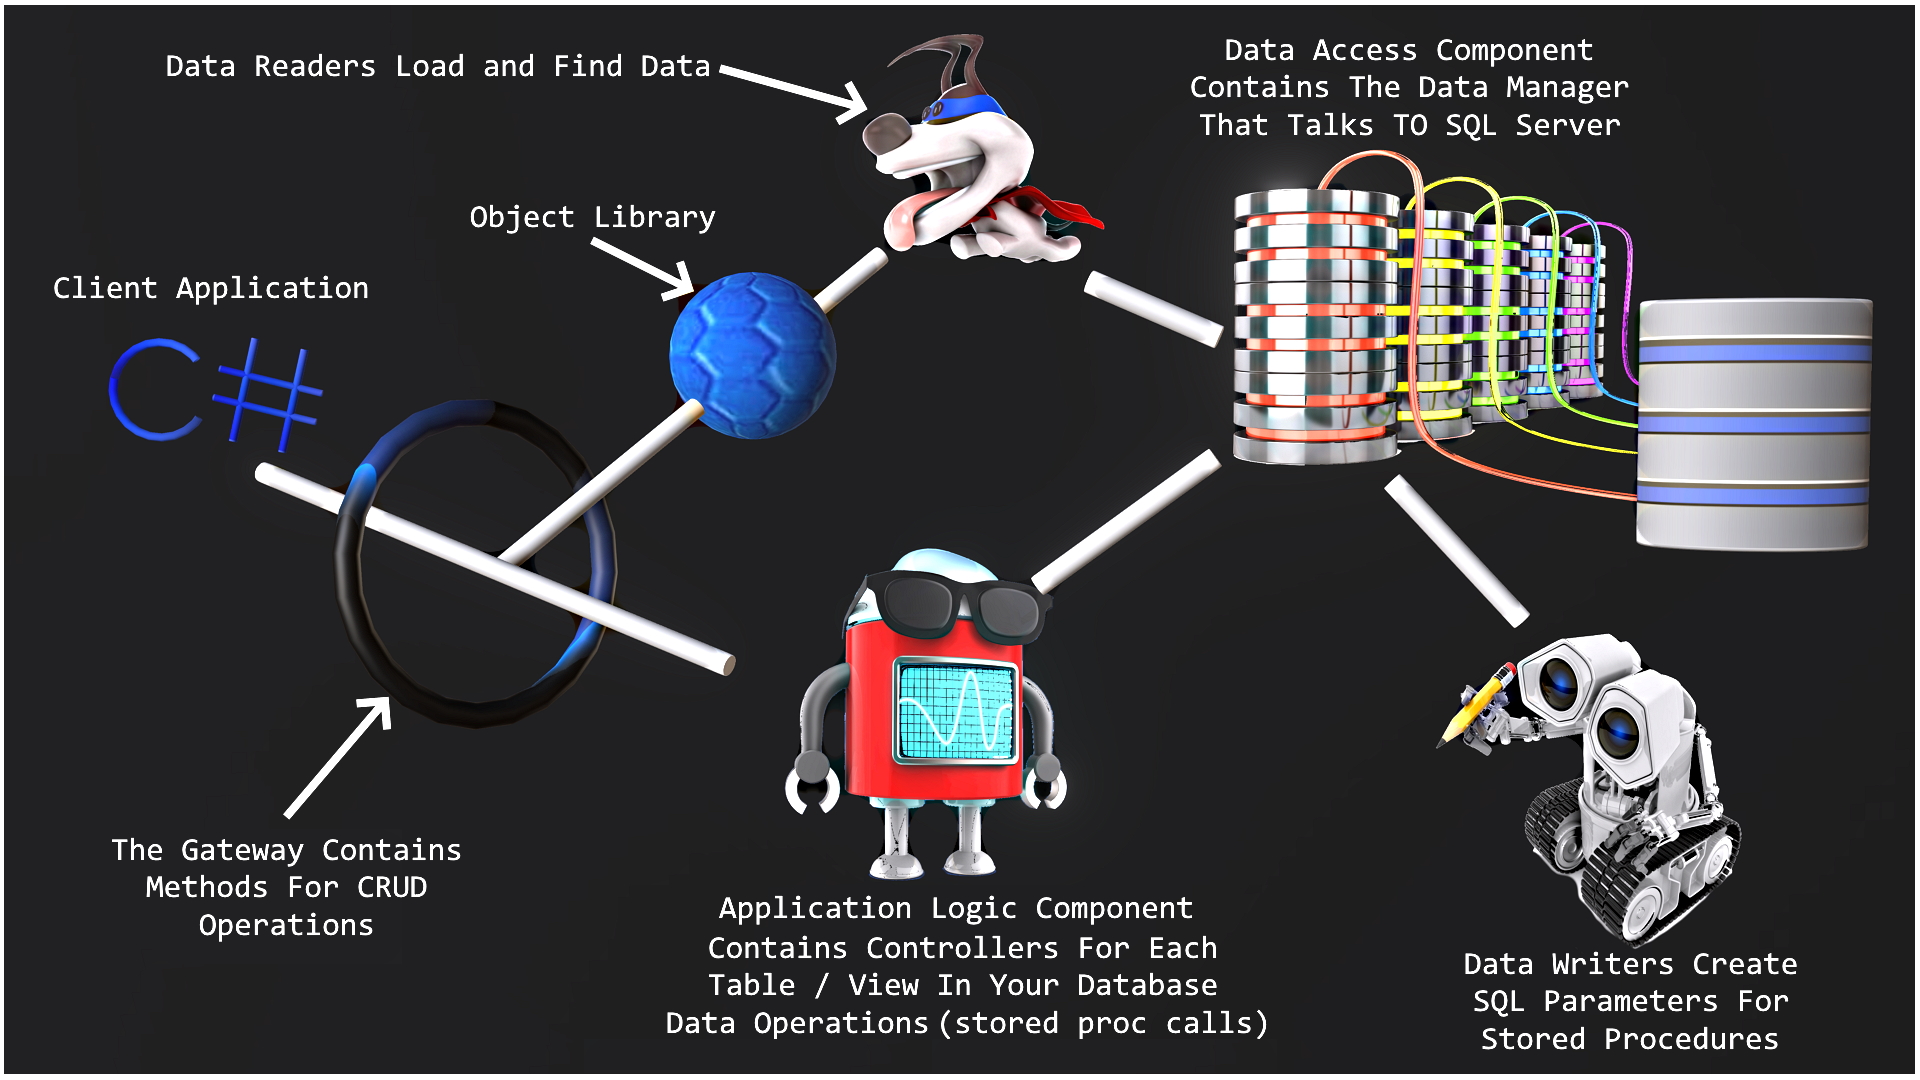 Data Readers Load and Find Data
Data Access Component
Contains The Data Manager
That Talks TO SQL Server
Object Library
Client Application
C#
The Gateway Contains
Methods For CRUD
Operations
Application Logic Component
Contains Controllers For Each
Table / View In Your Database
Data Operations (stored proc calls)
Data Writers Create
SQL Parameters For
Stored Procedures